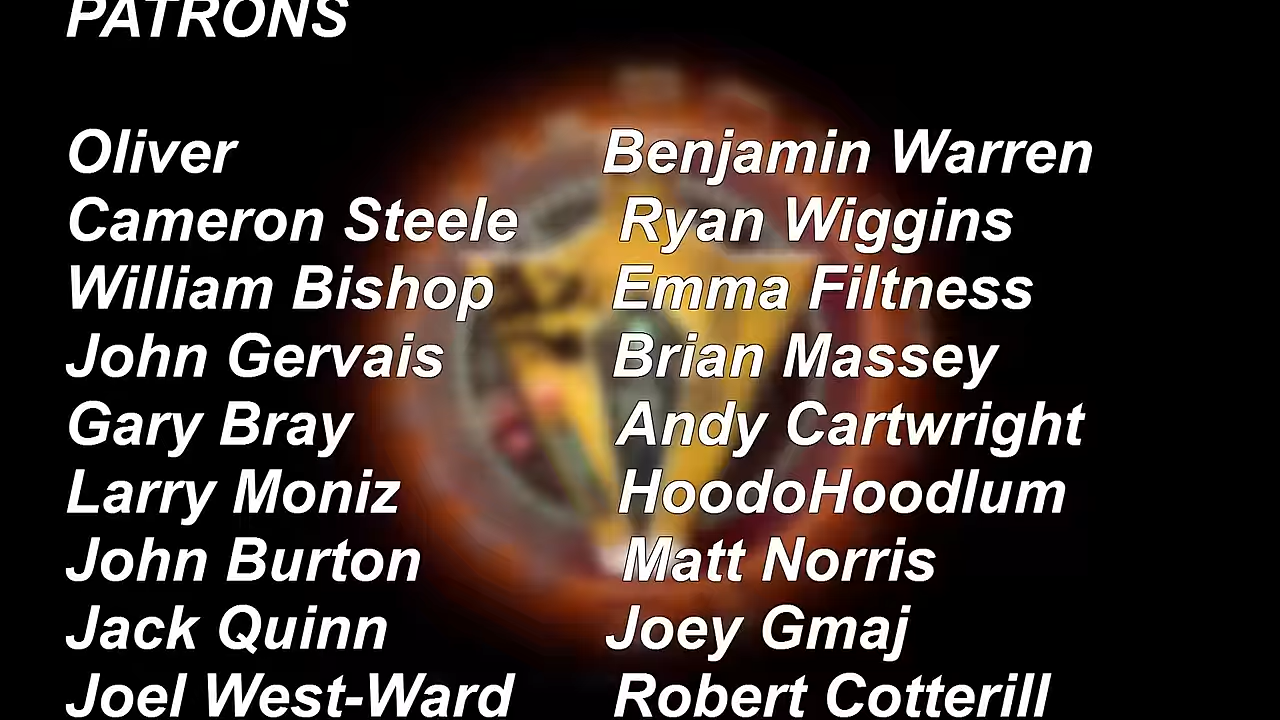 PATRONS
Oliver Benjamin Warren
Cameron Steele Ryan Wiggins
William Bishop Emma Filtness
John Gervais Brian Massey
Gary Bray Andy Cartwright
Larry Moniz HoodoHoodlum
John Burton Matt Norris
Jack Quinn Joey Gmaj
Joel West-Ward Robert Cotterill